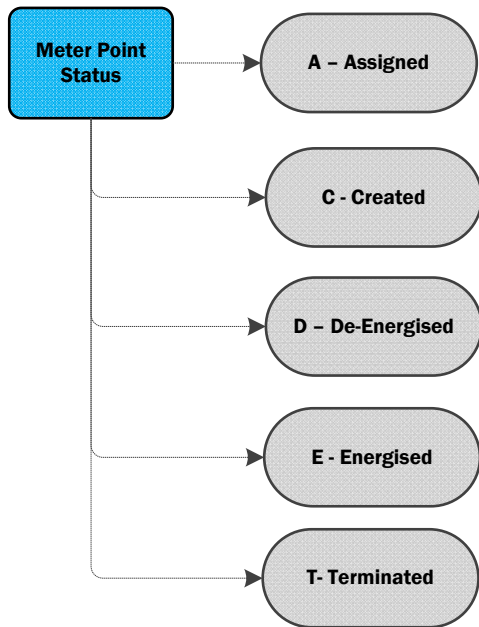 Meter Point
Status
A – Assigned
C - Created
D – De-Energised
E - Energised
T- Terminated